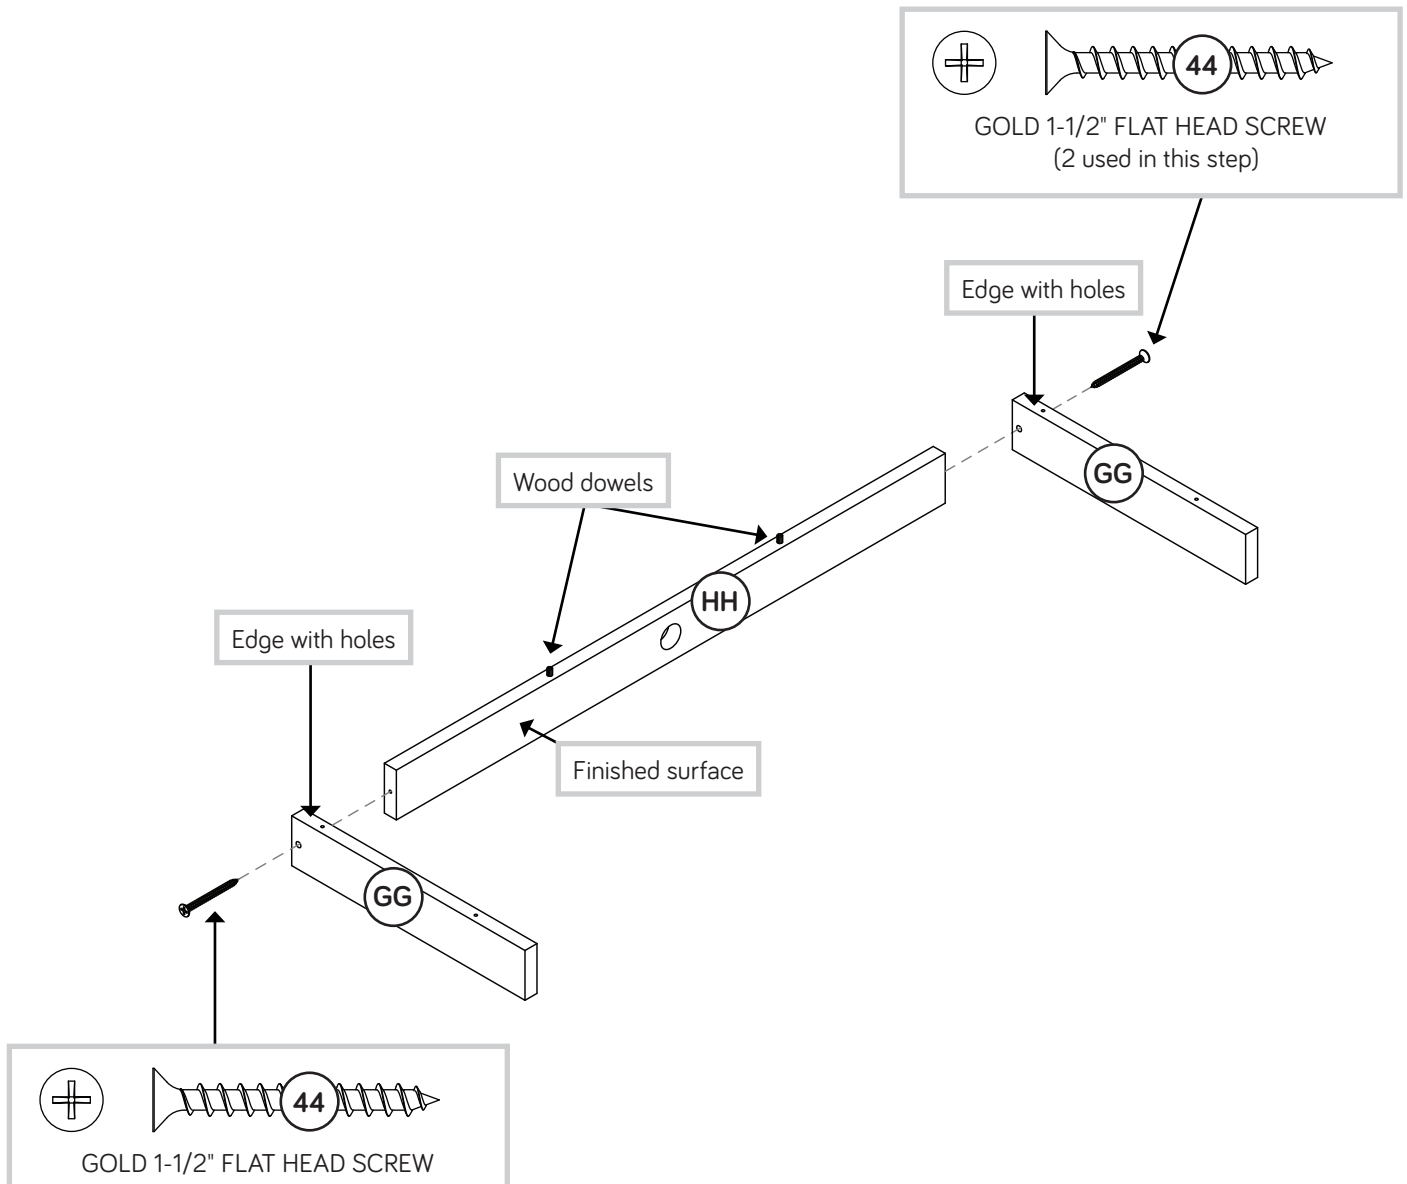 44
GOLD 1-1/2" FLAT HEAD SCREW
(2 used in this step)
Edge with holes
GG
Wood dowels
HH
Edge with holes
Finished surface
GG
44
GOLD 1-1/2" FLAT HEAD SCREW